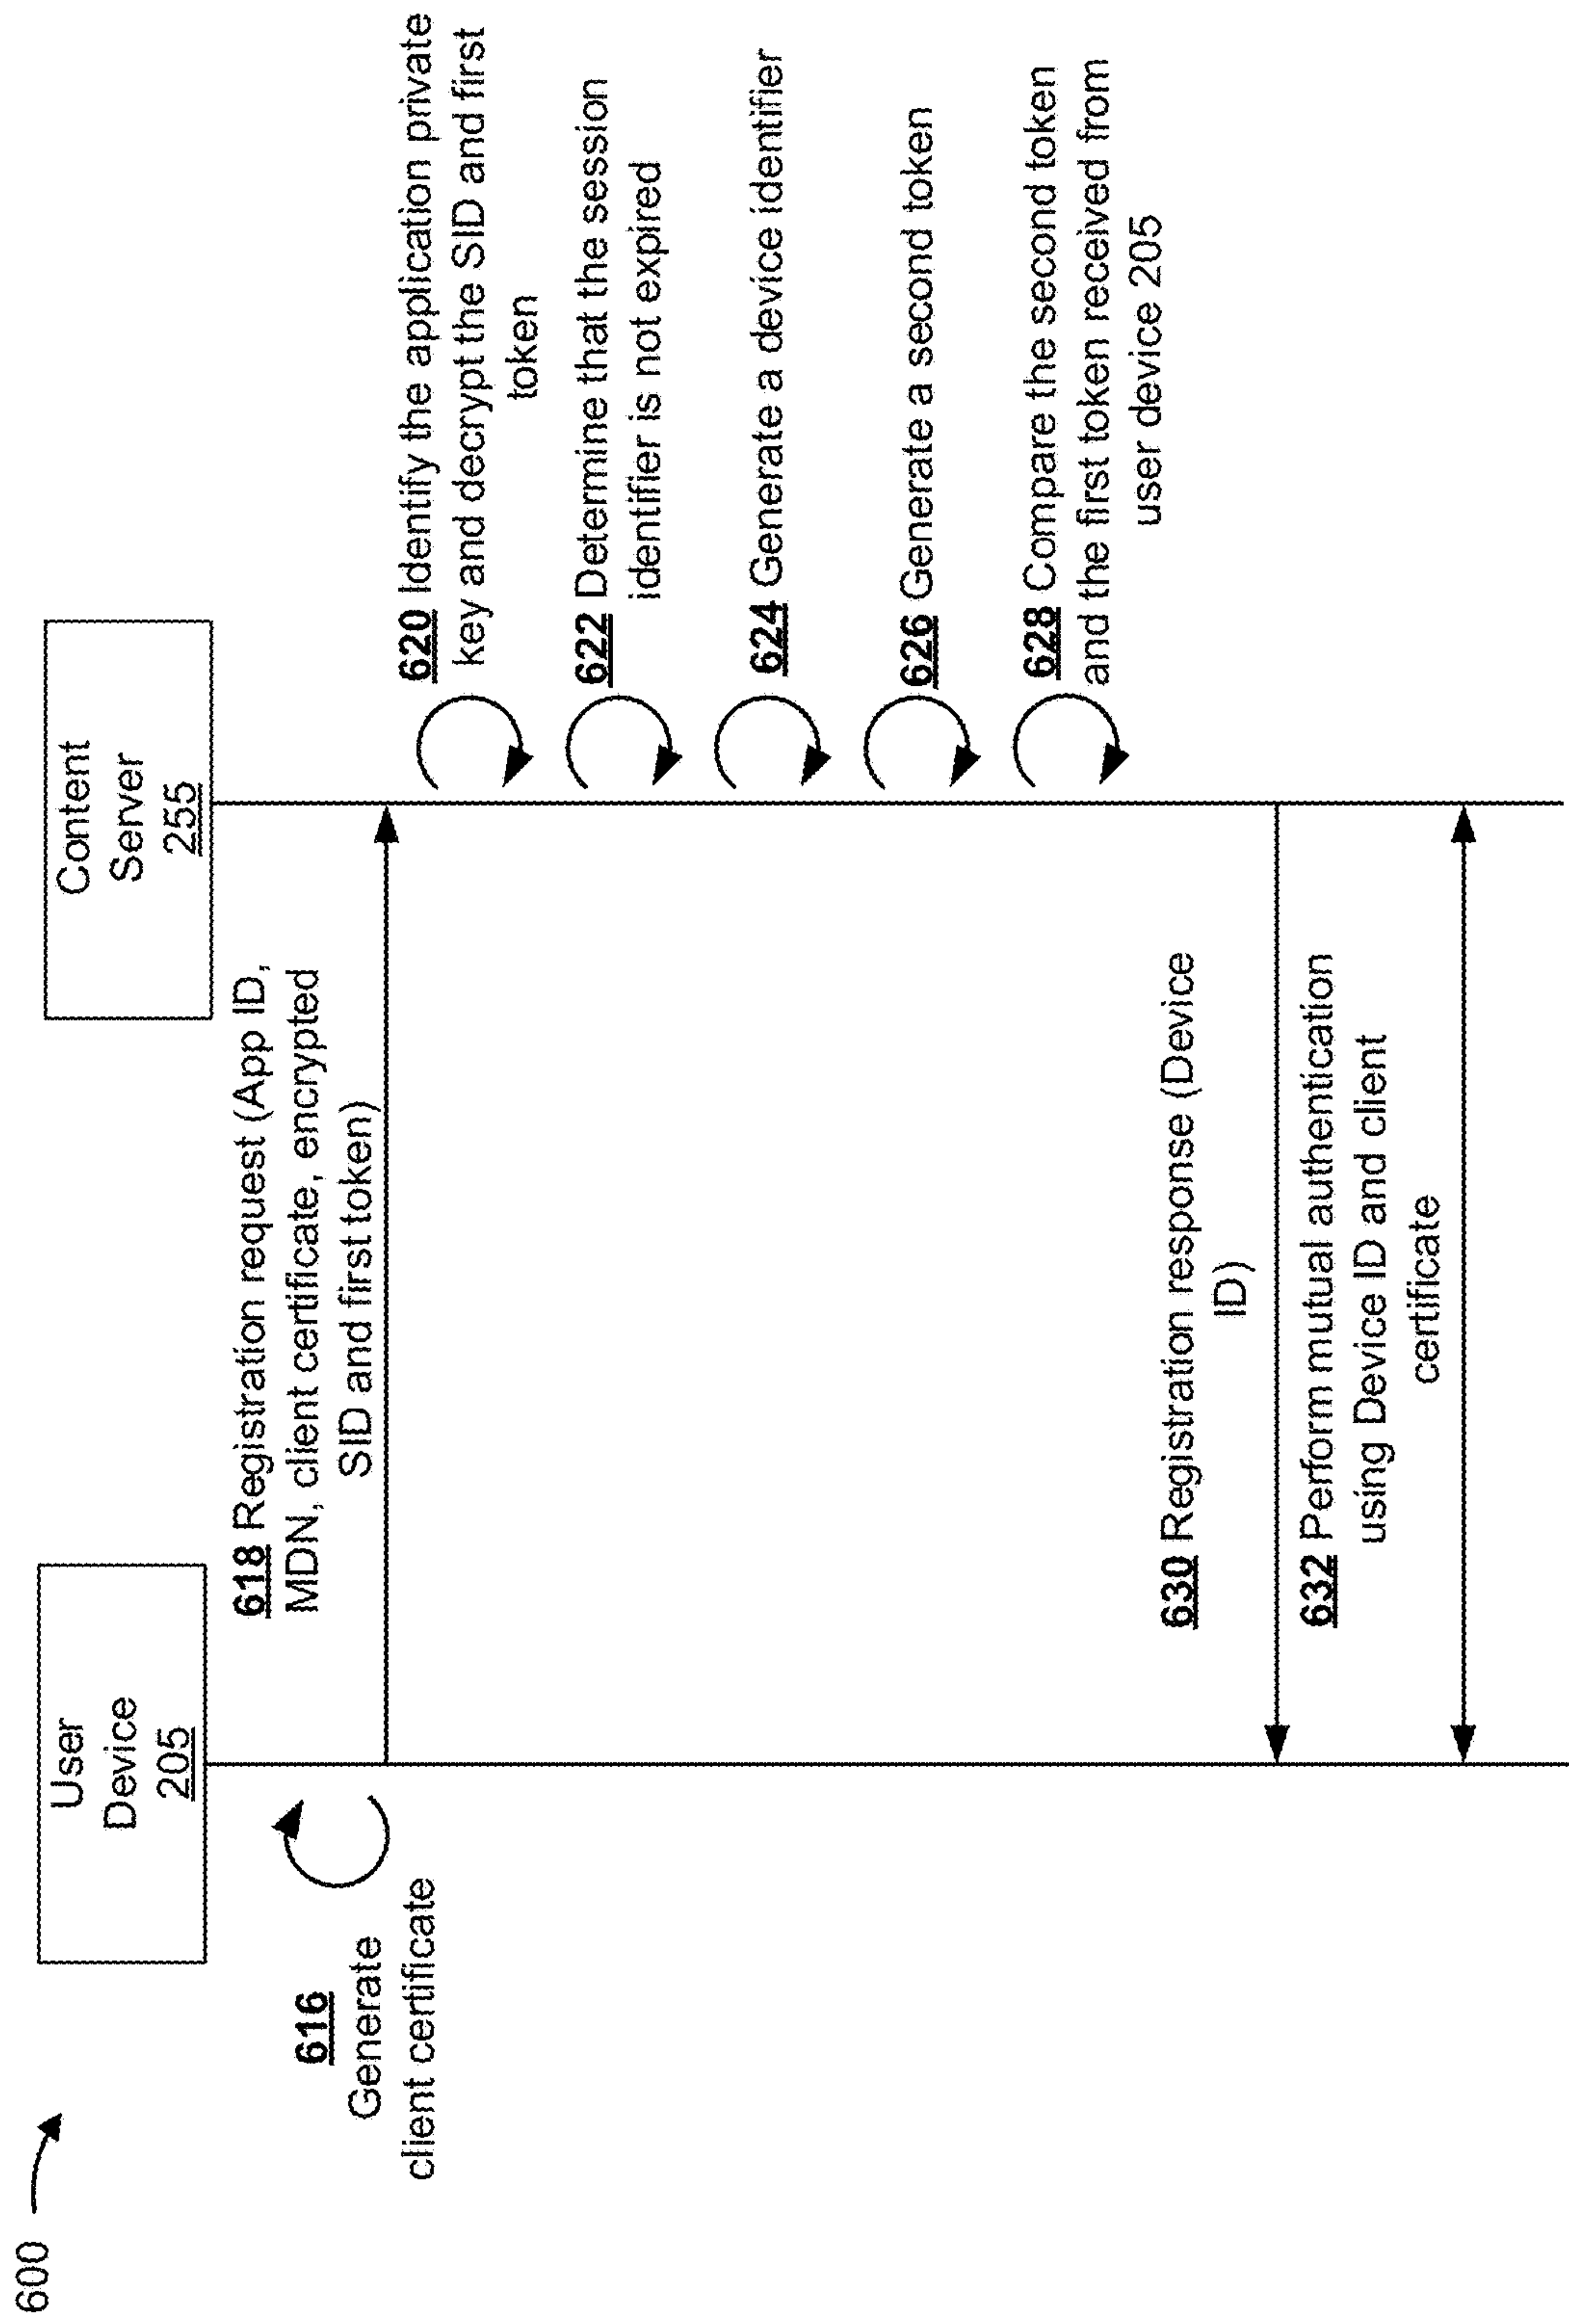 600
User
Device
205
Content
Server
255
616
Generate
client certificate
618 Registration request (App ID,
MDN, client certificate, encrypted
SID and first token)
620 Identify the application private
key and decrypt the SID and first
token
622 Determine that the session
identifier is not expired
624 Generate a device identifier
626 Generate a second token
628 Compare the second token
and the first token received from
user device 205
630 Registration response (Device
ID)
632 Perform mutual authentication
using Device ID and client
certificate